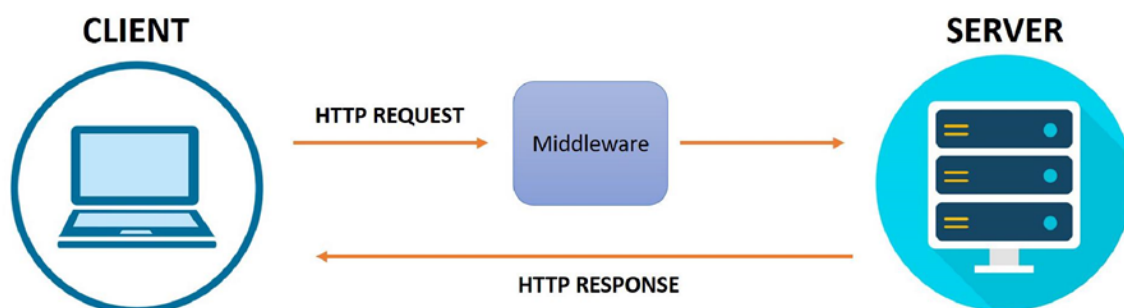 CLIENT
SERVER
HTTP REQUEST
Middleware
HTTP RESPONSE